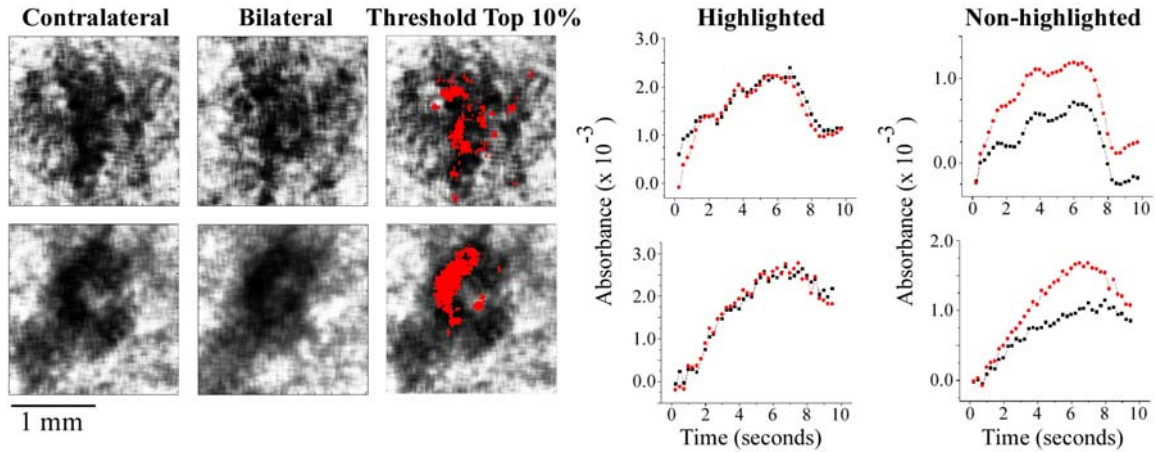 Contralateral Bilateral Threshold Top 10% Highlighted Non-highlighted
3.0
2.0
1.0
0.0
0 2 4 6 8 10
1.0
0.0
0 2 4 6 8 10
Absorbance (x 10 -3)
Absorbance (x 10 -3)
3.0
2.0
1.0
0.0
0 2 4 6 8 10
2.0
1.0
0.0
0 2 4 6 8 10
1 mm
Time (seconds) Time (seconds)